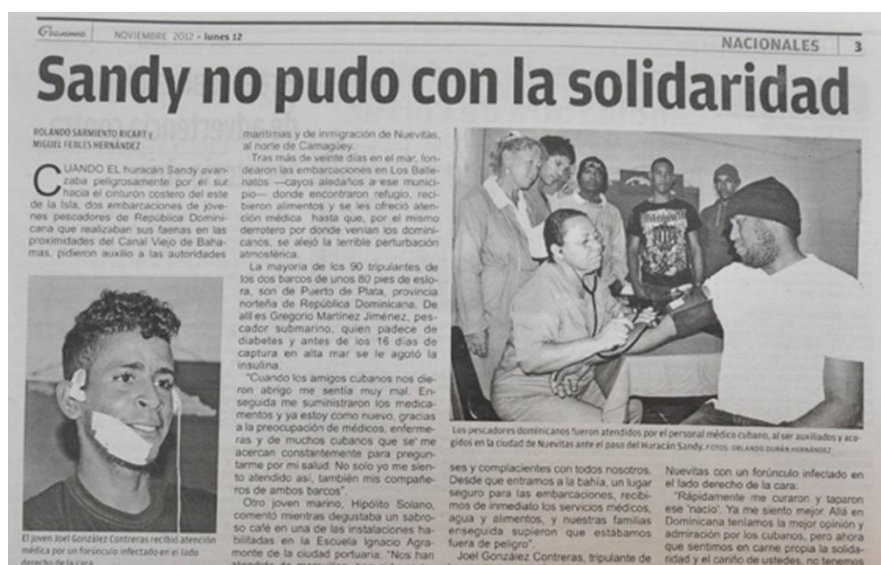 Granma
NOVIEMBRE 2012 • lunes 12
NACIONALES
3
Sandy no pudo con la solidaridad
ROLANDO SARMIENTO RICART y
MIGUEL FEBLES HERNÁNDEZ
CUANDO EL huracán Sandy avan-
zaba peligrosamente por el sur
hacia el cinturón costero del este
de la Isla, dos embarcaciones de jóve-
nes pescadores de República Domini-
cana que realizaban sus faenas en las
proximidades del Canal Viejo de Baha-
mas, pidieron auxilio a las autoridades
marítimas y de inmigración de Nuevitas,
al norte de Camagüey.
Tras más de veinte días en el mar, fon-
dearon las embarcaciones en Los Balle-
natos —cayos aledaños a ese munici-
pio— donde encontraron refugio, reci-
bieron alimentos y se les ofreció aten-
ción médica hasta que, por el mismo
derrotero por donde venían los domini-
canos, se alejó la terrible perturbación
atmosférica.
La mayoría de los 90 tripulantes de
los dos barcos de unos 80 pies de eslo-
ra, son de Puerto de Plata, provincia
norteña de República Dominicana. De
allí es Gregorio Martínez Jiménez, pes-
cador submarino, quien padece de
diabetes y antes de los 16 días de
captura en alta mar se le agotó la
insulina.
"Cuando los amigos cubanos nos die-
ron abrigo me sentía muy mal. En-
seguida me suministraron los medica-
mentos y ya estoy como nuevo, gracias
a la preocupación de médicos, enferme-
ras y de muchos cubanos que se me
acercan constantemente para pregun-
tarme por mi salud. No solo yo me sien-
to atendido así, también mis compañe-
ros de ambos barcos".
Otro joven marino, Hipólito Solano,
comentó mientras degustaba un sabro-
so café en una de las instalaciones ha-
bilitadas en la Escuela Ignacio Agra-
monte de la ciudad portuaria: "Nos han
El joven Joel González Contreras recibió atención
médica por un forúnculo infectado en el lado
derecho de la cara.
Los pescadores dominicanos fueron atendidos por el personal médico cubano, al ser auxiliados y aco-
gidos en la ciudad de Nuevitas ante el paso del Huracán Sandy. FOTOS: ORLANDO DURÁN HERNÁNDEZ
ses y complacientes con todos nosotros.
Desde que entramos a la bahía, un lugar
seguro para las embarcaciones, recibi-
mos de inmediato los servicios médicos,
agua y alimentos, y nuestras familias
enseguida supieron que estábamos
fuera de peligro".
Joel González Contreras, tripulante de
Nuevitas con un forúnculo infectado en
el lado derecho de la cara:
"Rápidamente me curaron y taparon
ese 'nacío'. Ya me siento mejor. Allá en
Dominicana teníamos la mejor opinión y
admiración por los cubanos, pero ahora
que sentimos en carne propia la solida-
ridad y el cariño de ustedes, no tenemos